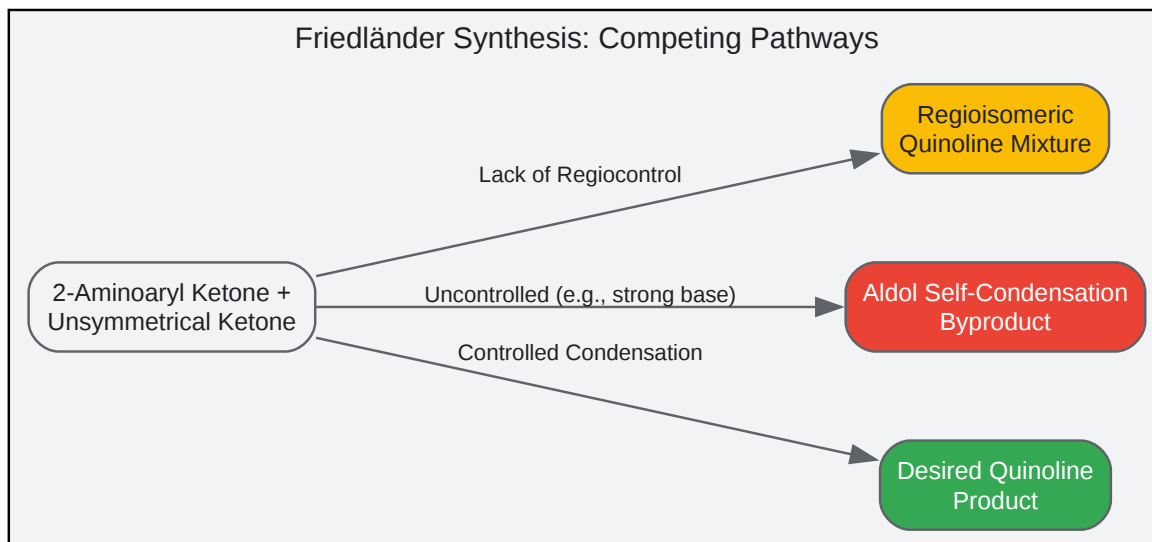 Friedländer Synthesis: Competing Pathways
Regioisomeric
Quinoline Mixture
Lack of Regiocontrol
2-Aminoaryl Ketone +
Unsymmetrical Ketone
Uncontrolled (e.g., strong base)
Aldol Self-Condensation
Byproduct
Controlled Condensation
Desired Quinoline
Product